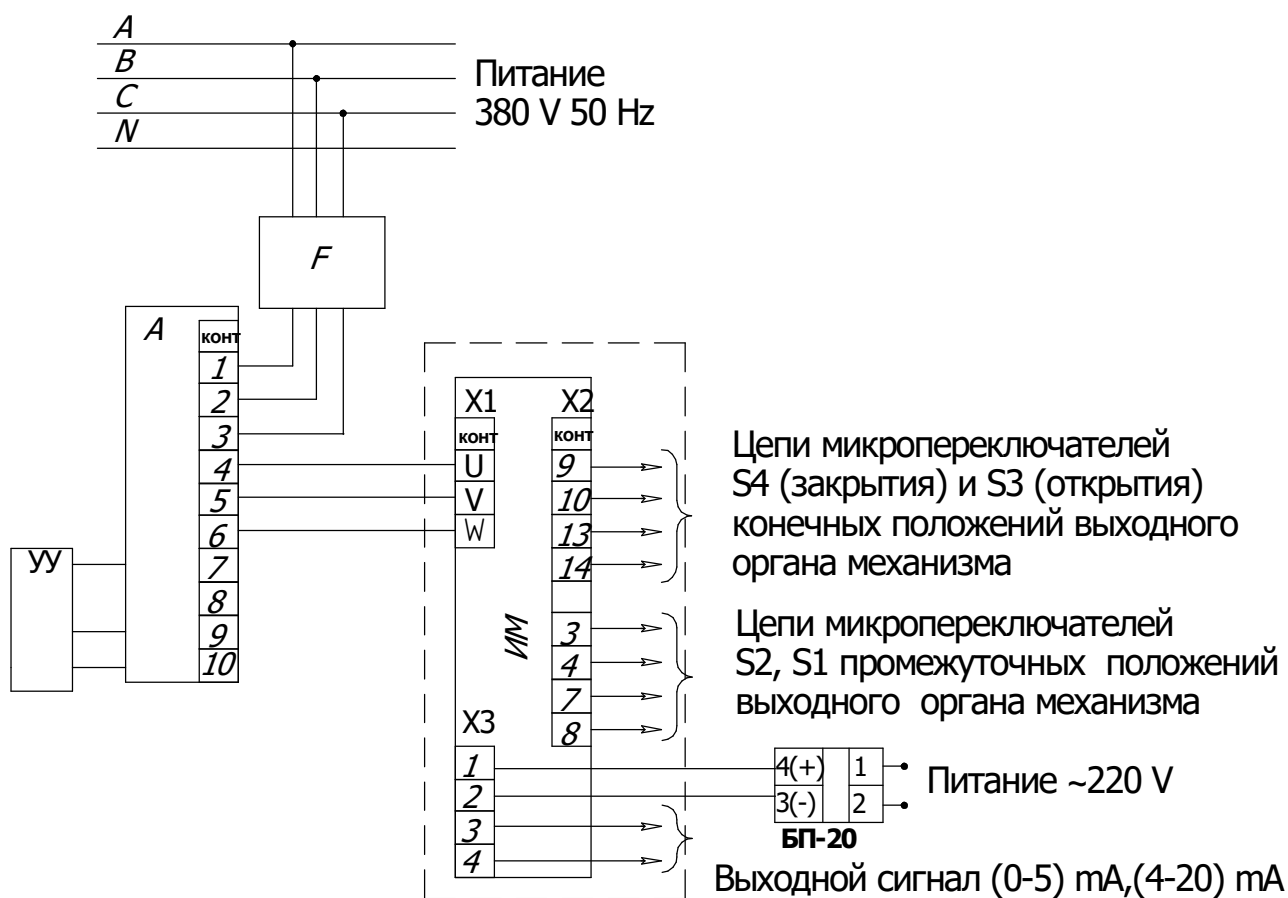 A
B
C
N
Питание
380 V 50 Hz
F
A
конт
1
2
3
4
5
6
7
8
9
10
УУ
X1
конт
U
V
W
X2
конт
9
10
13
14
3
4
7
8
ИМ
X3
1
2
3
4
Цепи микропереключателей
S4 (закрытия) и S3 (открытия)
конечных положений выходного
органа механизма
Цепи микропереключателей
S2, S1 промежуточных положений
выходного органа механизма
4(+) 1
3(-) 2
БП-20
Питание ~220 V
Выходной сигнал (0-5) mA,(4-20) mA